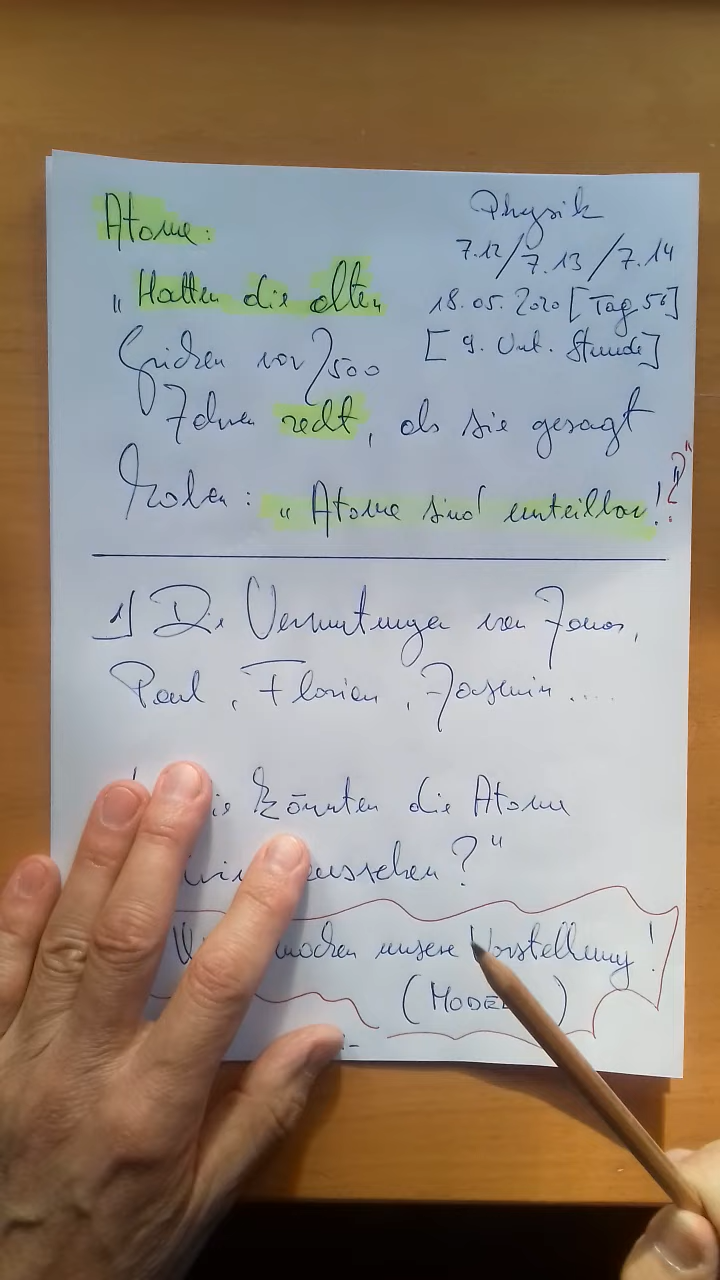 Atome:
Physik
7.12/7.13/7.14
"Hatten die alten
18.05.2020 [Tag 56]
Griechen vor 2500
[9. Unt. Stunde]
Jahren recht, als sie gesagt
haben: "Atome sind unteilbar!?"
1) Die Vermutungen von Jonas,
Paul, Florian, Jasmin ....
könnten die Atome
aussehen?"
machen unsere Vorstellung!